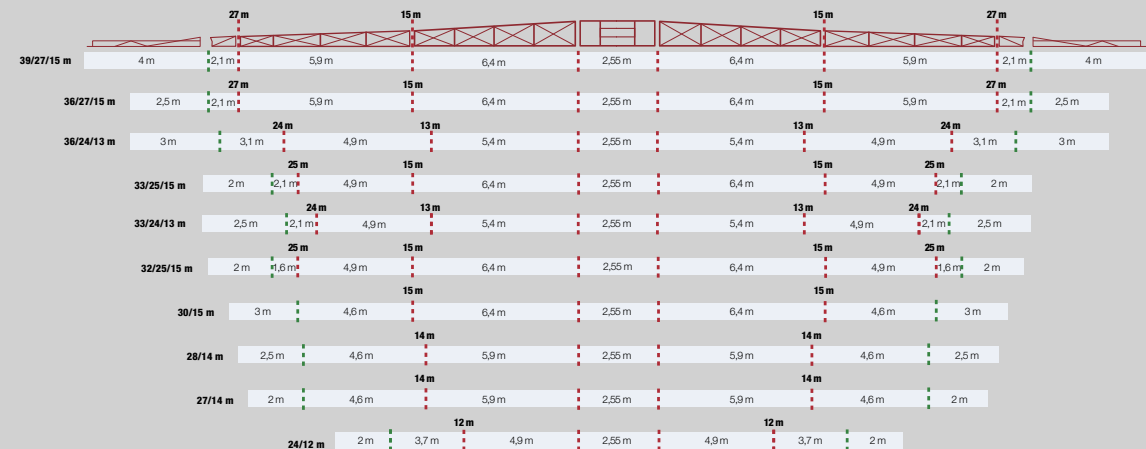 27 m 15 m 15 m 27 m
39/27/15 m 4 m 2,1 m 5,9 m 6,4 m 2,55 m 6,4 m 5,9 m 2,1 m 4 m
27 m 15 m 15 m 27 m
36/27/15 m 2,5 m 2,1 m 5,9 m 6,4 m 2,55 m 6,4 m 5,9 m 2,1 m 2,5 m
24 m 13 m 13 m 24 m
36/24/13 m 3 m 3,1 m 4,9 m 5,4 m 2,55 m 5,4 m 4,9 m 3,1 m 3 m
25 m 15 m 15 m 25 m
33/25/15 m 2 m 2,1 m 4,9 m 6,4 m 2,55 m 6,4 m 4,9 m 2,1 m 2 m
24 m 13 m 13 m 24 m
33/24/13 m 2,5 m 2,1 m 4,9 m 5,4 m 2,55 m 5,4 m 4,9 m 2,1 m 2,5 m
25 m 15 m 15 m 25 m
32/25/15 m 2 m 1,6 m 4,9 m 6,4 m 2,55 m 6,4 m 4,9 m 1,6 m 2 m
15 m 15 m
30/15 m 3 m 4,6 m 6,4 m 2,55 m 6,4 m 4,6 m 3 m
14 m 14 m
28/14 m 2,5 m 4,6 m 5,9 m 2,55 m 5,9 m 4,6 m 2,5 m
14 m 14 m
27/14 m 2 m 4,6 m 5,9 m 2,55 m 5,9 m 4,6 m 2 m
12 m 12 m
24/12 m 2 m 3,7 m 4,9 m 2,55 m 4,9 m 3,7 m 2 m